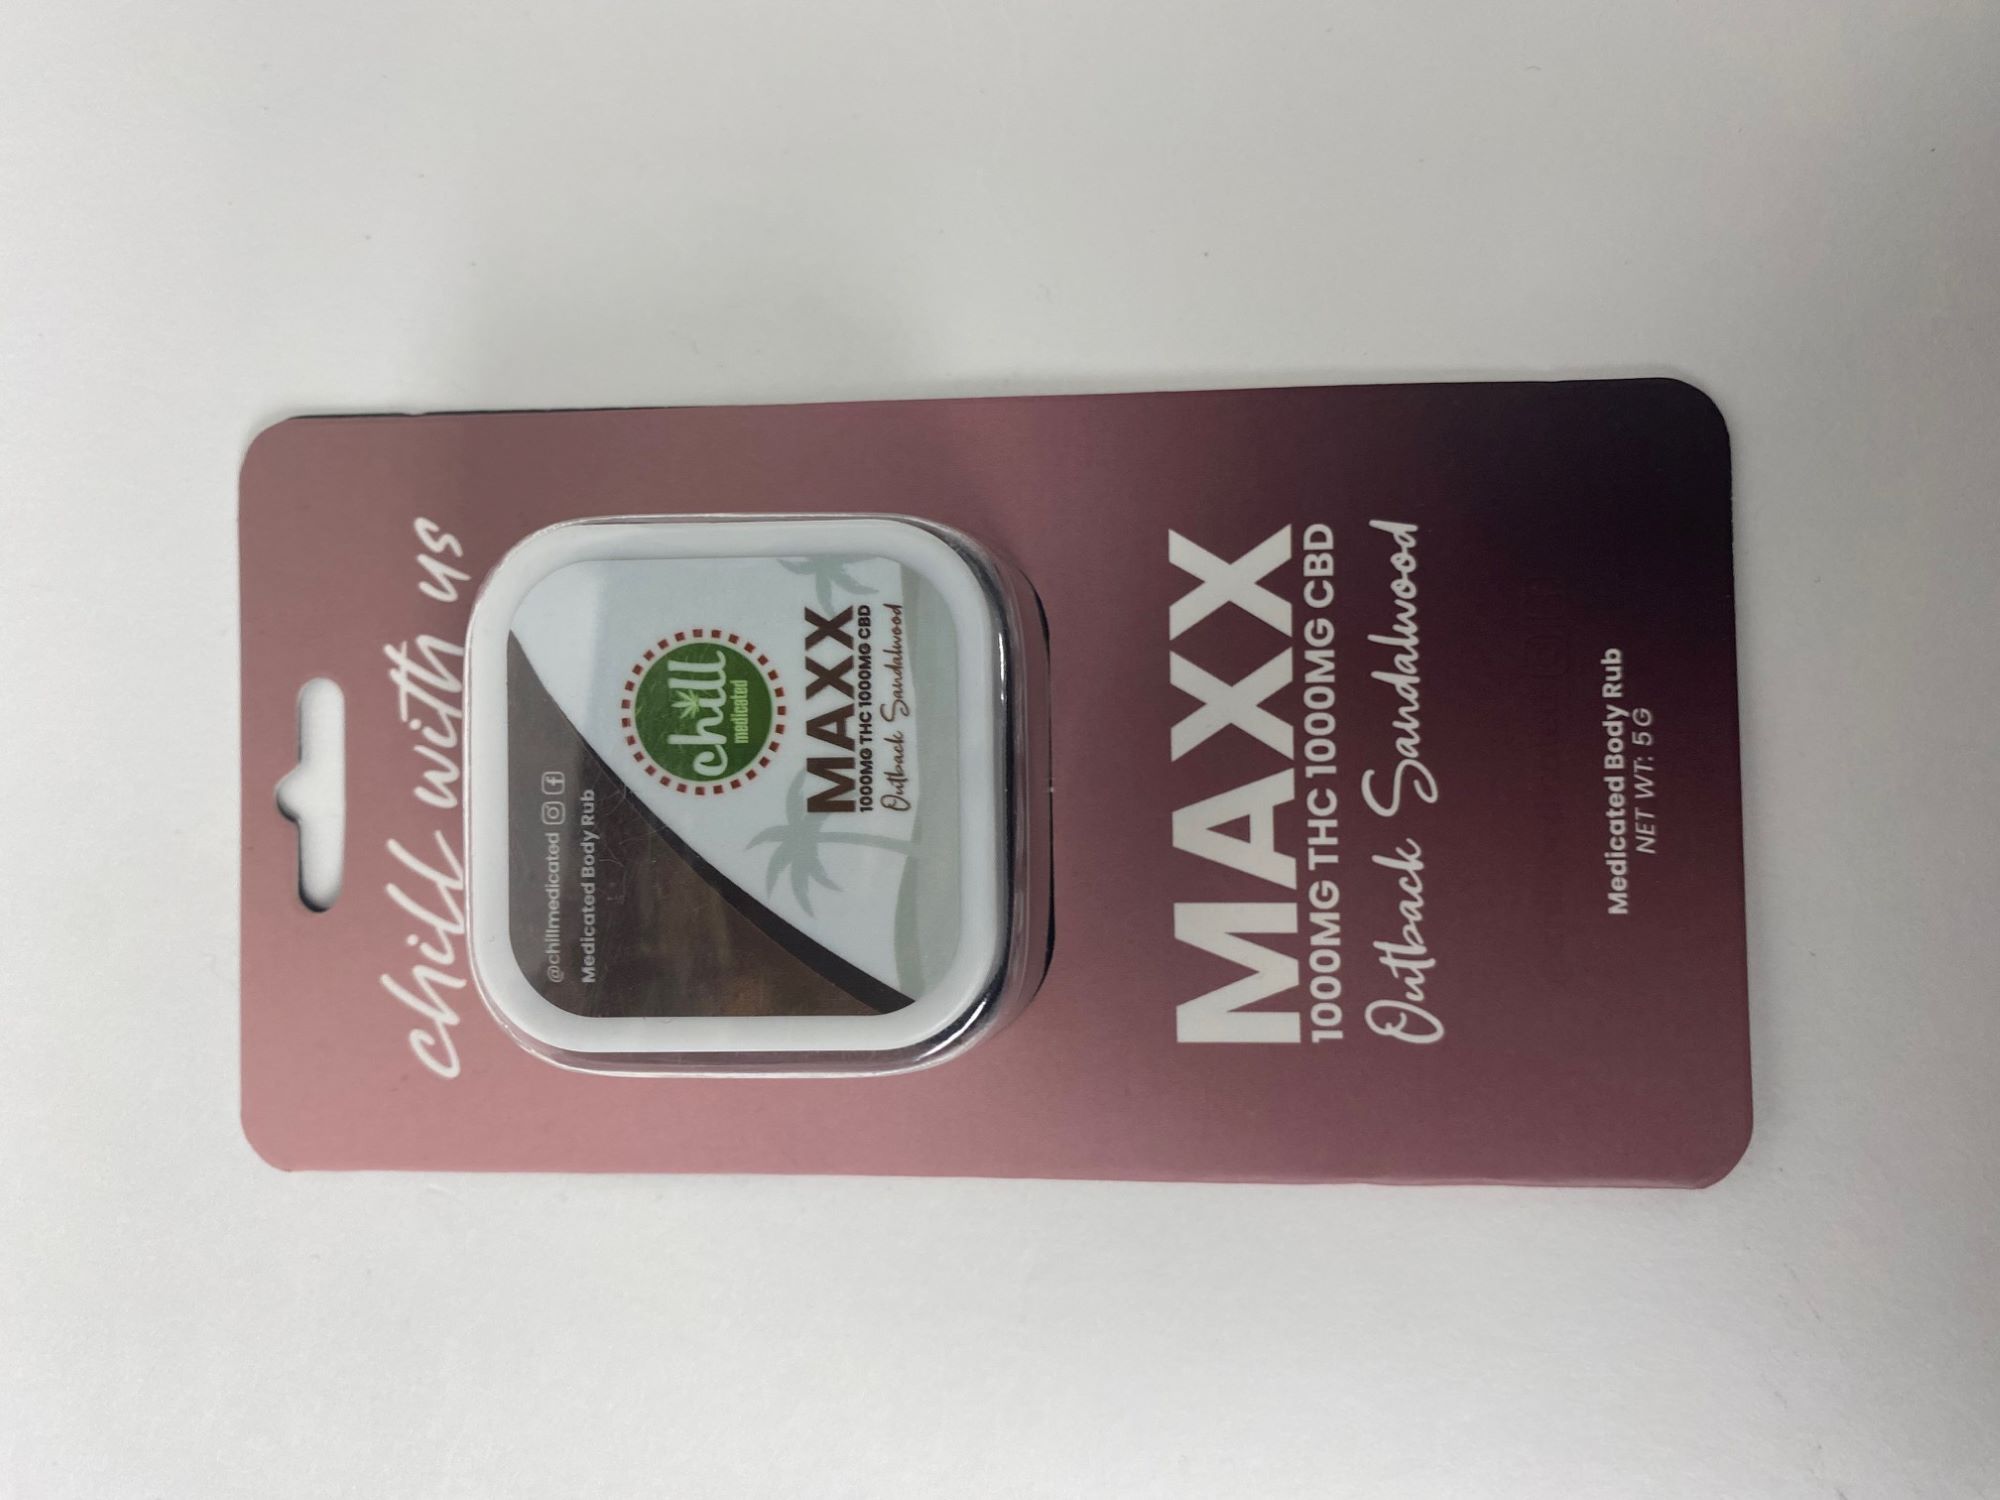 chill with us
@chillmedicated
Medicated Body Rub
chill
medicated
MAXX
1000MG THC 1000MG CBD
Outback Sandalwood
MAXX
1000MG THC 1000MG CBD
Outback Sandalwood
Medicated Body Rub
NET WT: 5 G